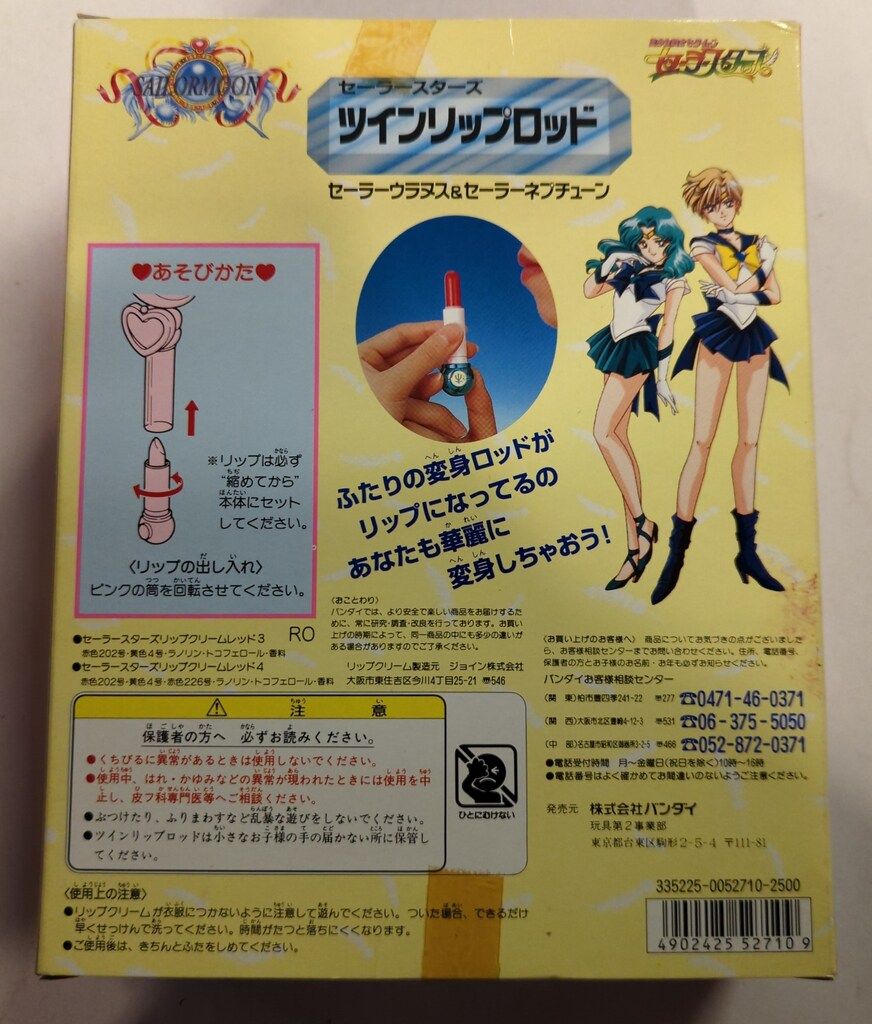 SAILORMOON
美少女戦士セーラームーン
セーラースターズ
セーラースターズ
ツインリップロッド
セーラーウラヌス&セーラーネプチューン
♥あそびかた♥
※リップは必ず
"縮めてから"
本体にセット
してください。
〈リップの出し入れ〉
ピンクの筒を回転させてください。
ふたりの変身ロッドが
リップになってるの
あなたも華麗に
変身しちゃおう!
●セーラースターズリップクリームレッド3 RO
赤色202号・黄色4号・ラノリン・トコフェロール・香料
●セーラースターズリップクリームレッド4
赤色202号・黄色4号・赤色226号・ラノリン・トコフェロール・香料
〈おことわり〉
バンダイでは、より安全で楽しい商品をお届けするた
めに、常に研究・調査・改良を行っております。お買い
上げの時期によって、同一商品の中にも多少の違いが
ある場合がありますのでご了承ください。
リップクリーム製造元 ジョイン株式会社
大阪市東住吉区今川4丁目25-21 〒546
〈お買い上げのお客様へ〉 商品についてお気づきの点がございました
ら、お客様相談センターまでお問い合わせください。住所、電話番号、
保護者の方とお子様のお名前・お年も必ずお知らせください。
バンダイお客様相談センター
(関 東)柏市豊四季241-22 〒277 ☎0471-46-0371
(関 西)大阪市北区豊崎4-12-3 〒531 ☎06-375-5050
(中 部)名古屋市昭和区御器所3-2-5 〒466 ☎052-872-0371
●電話受付時間 月〜金曜日(祝日を除く)10時〜16時
●電話番号はよく確かめてお間違いのないようご注意ください。
⚠ 注 意
保護者の方へ 必ずお読みください。
●くちびるに異常があるときは使用しないでください。
●使用中、はれ・かゆみなどの異常が現われたときには使用を中
止し、皮フ科専門医等へご相談ください。
●ぶつけたり、ふりまわすなど乱暴な遊びをしないでください。
●ツインリップロッドは小さなお子様の手の届かない所に保管し
てください。
ひとにむけない
発売元 株式会社バンダイ
玩具第2事業部
東京都台東区駒形2-5-4 〒111-81
〈使用上の注意〉
●リップクリームが衣服につかないように注意して遊んでください。ついた場合、できるだけ
早くせっけんで洗ってください。時間がたつと落ちにくくなります。
●ご使用後は、きちんとふたをしめてください。
335225-0052710-2500
4902425 527109